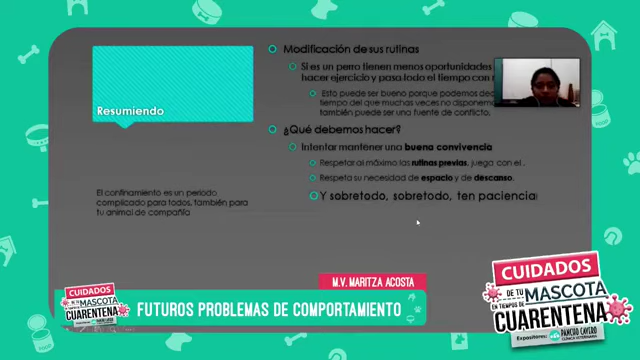 Resumiendo
El confinamiento es un periodo
complicado para todos, también para
tu animal de compañía
Modificación de sus rutinas
Si es un perro tienen menos oportunidades
hacer ejercicio y pasa todo el tiempo con
Esto puede ser bueno porque podemos
tiempo del que muchas veces no disponemo
también puede ser una fuente de conflicto.
¿Qué debemos hacer?
Intentar mantener una buena convivencia
Respetar al máximo las rutinas previas, juega con el .
Respeta su necesidad de espacio y de descanso.
Y sobretodo, sobretodo, ten paciencia
M.V. MARITZA ACOSTA
FUTUROS PROBLEMAS DE COMPORTAMIENTO
CUIDADOS
DE TU
MASCOTA
EN TIEMPOS DE
CUARENTENA
CUIDADOS
DE TU
MASCOTA
EN TIEMPOS DE
CUARENTENA
Expositores: PANCHO CAVERO
CLÍNICA VETERINARIA